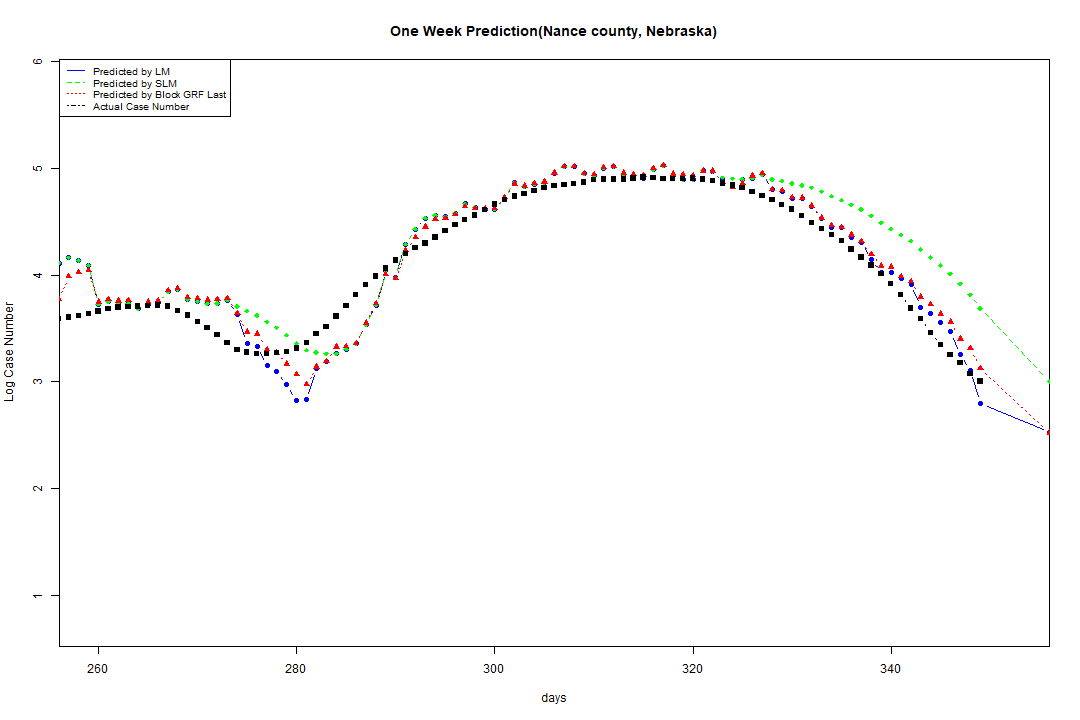 One Week Prediction(Nance county, Nebraska)
Predicted by LM
Predicted by SLM
Predicted by Block GRF Last
Actual Case Number
6
5
4
3
2
1
Log Case Number
260
280
300
320
340
days